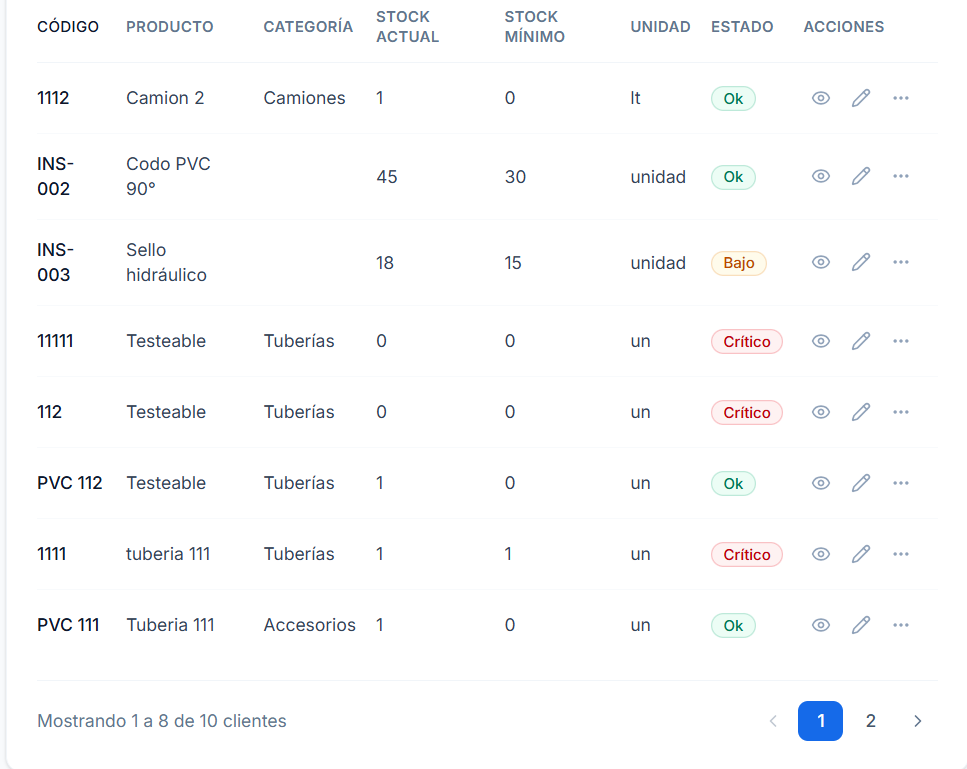 CÓDIGO PRODUCTO CATEGORÍA STOCK ACTUAL STOCK MÍNIMO UNIDAD ESTADO ACCIONES
1112 Camion 2 Camiones 1 0 lt Ok
INS-002 Codo PVC 90° 45 30 unidad Ok
INS-003 Sello hidráulico 18 15 unidad Bajo
11111 Testeable Tuberías 0 0 un Crítico
112 Testeable Tuberías 0 0 un Crítico
PVC 112 Testeable Tuberías 1 0 un Ok
1111 tuberia 111 Tuberías 1 1 un Crítico
PVC 111 Tuberia 111 Accesorios 1 0 un Ok
Mostrando 1 a 8 de 10 clientes 1 2